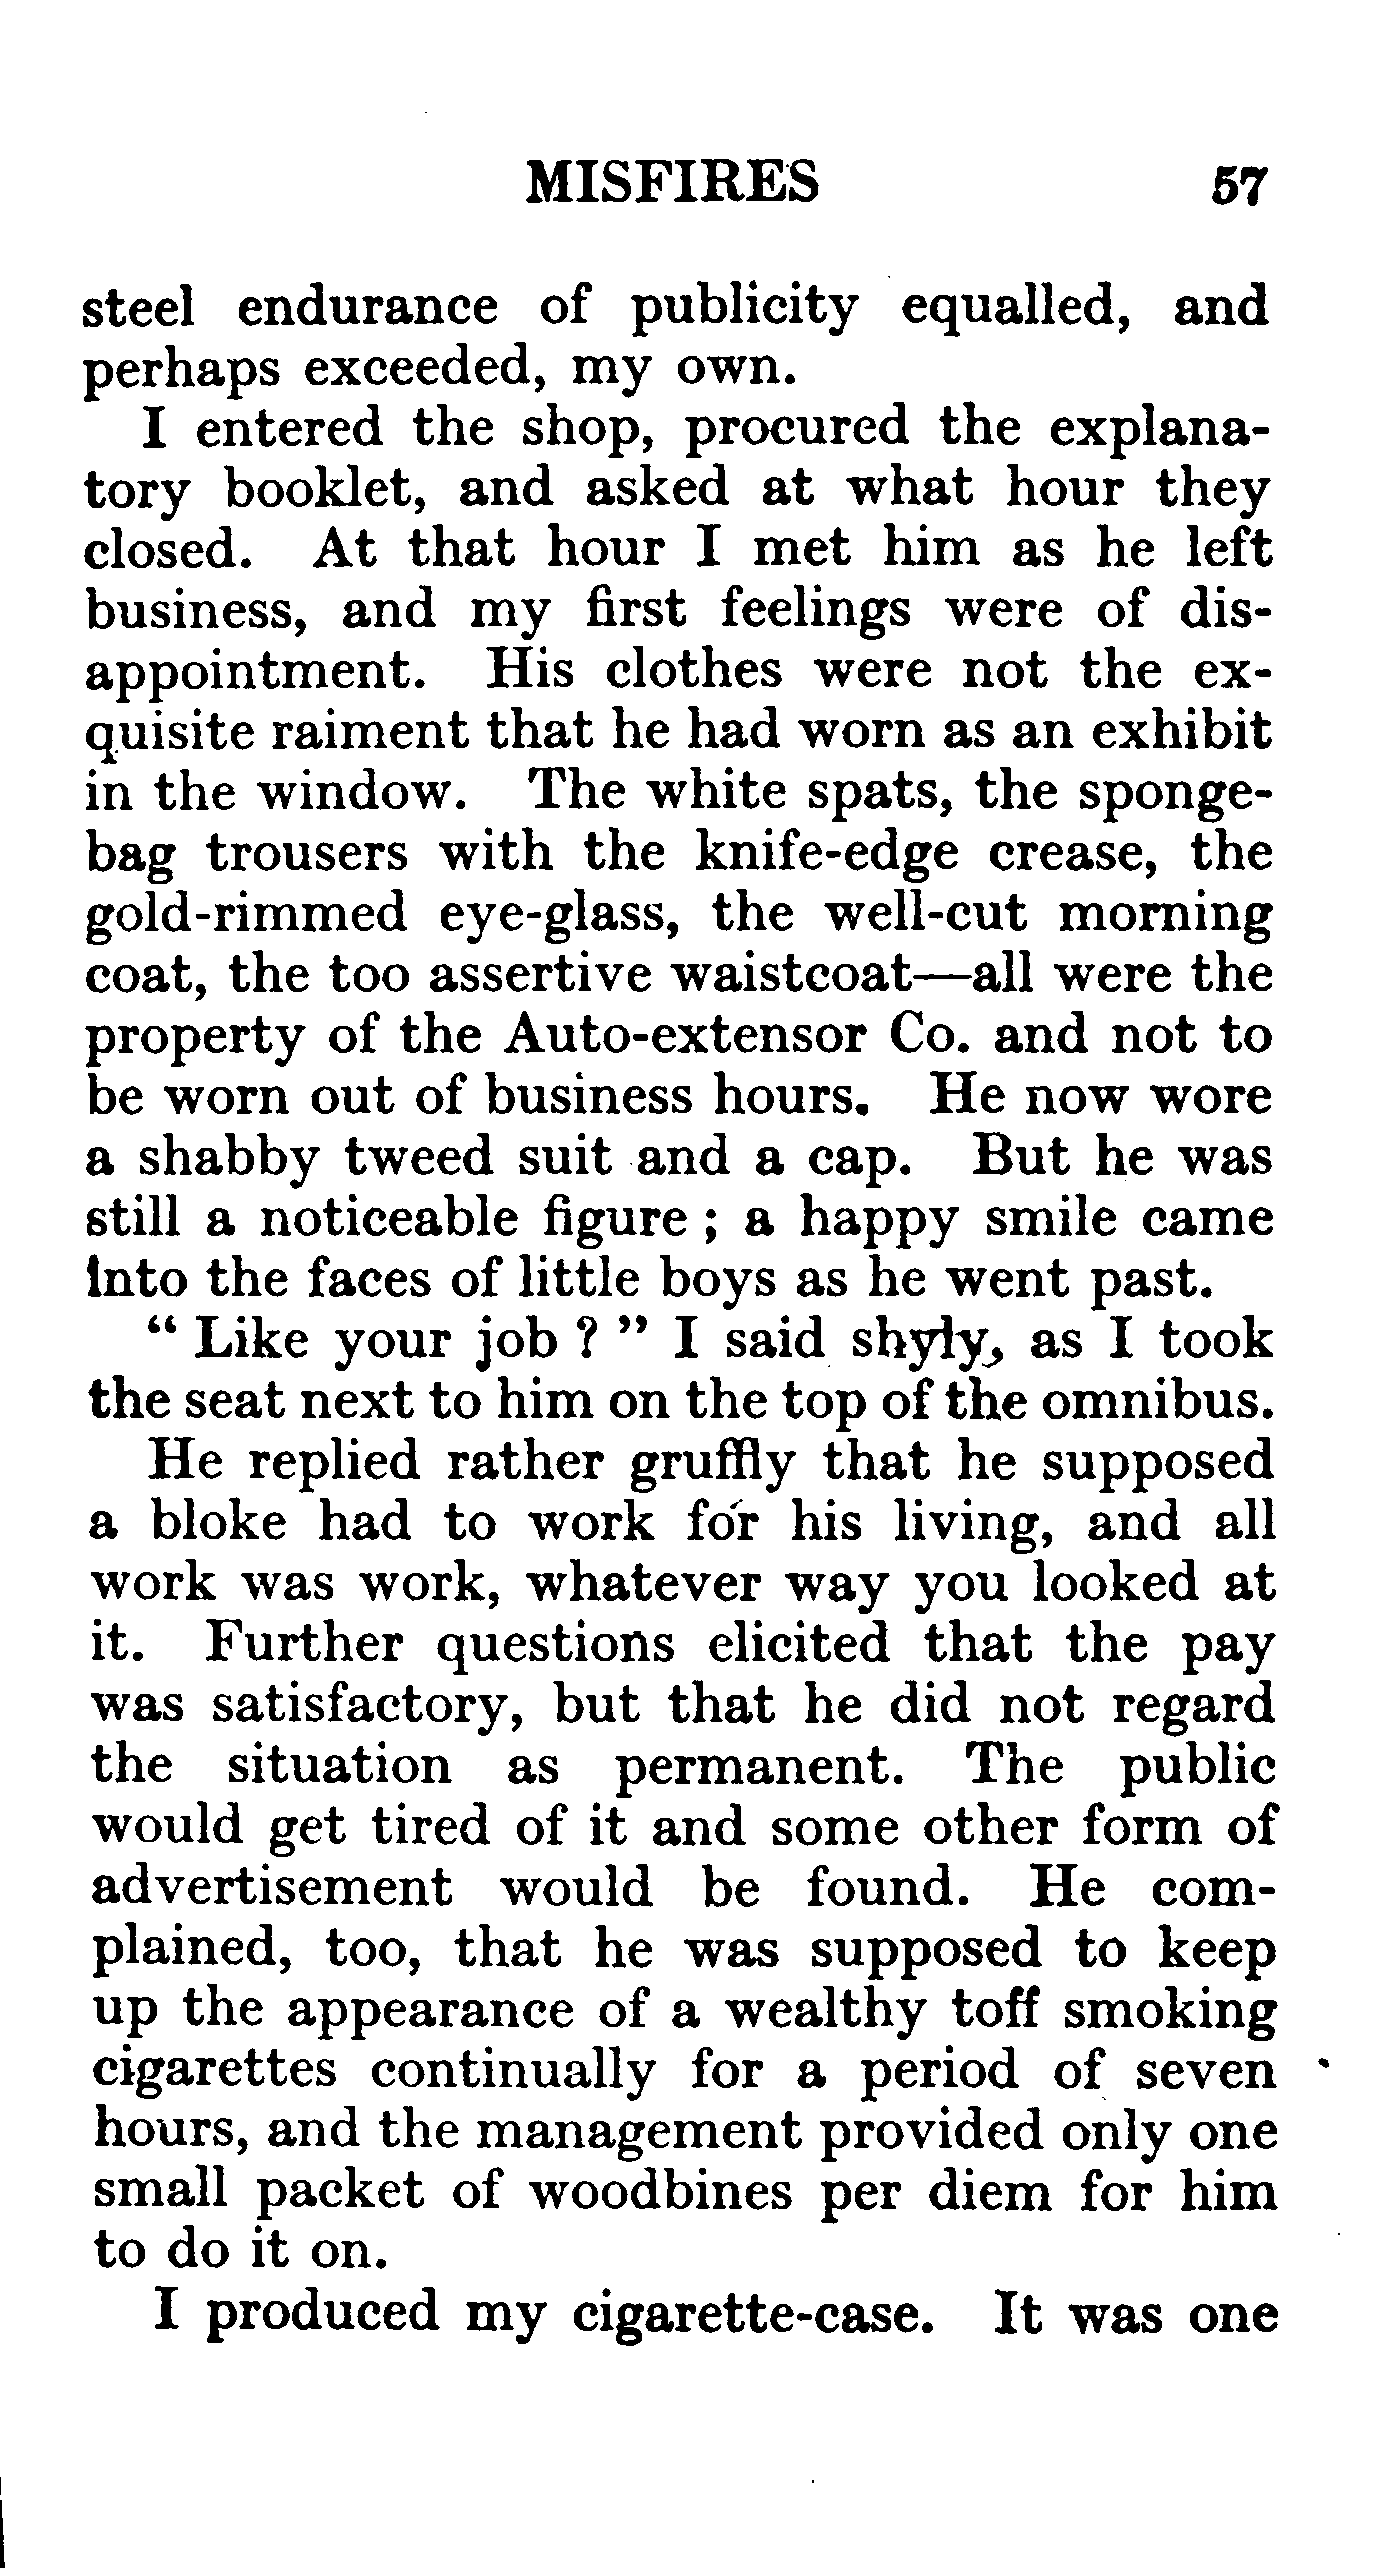 MISFIRES 57
steel endurance of publicity equalled, and
perhaps exceeded, my own.
I entered the shop, procured the explana-
tory booklet, and asked at what hour they
closed. At that hour I met him as he left
business, and my first feelings were of dis-
appointment. His clothes were not the ex-
quisite raiment that he had worn as an exhibit
in the window. The white spats, the sponge-
bag trousers with the knife-edge crease, the
gold-rimmed eye-glass, the well-cut morning
coat, the too assertive waistcoat—all were the
property of the Auto-extensor Co. and not to
be worn out of business hours. He now wore
a shabby tweed suit and a cap. But he was
still a noticeable figure ; a happy smile came
into the faces of little boys as he went past.
“ Like your job ? ” I said shyly, as I took
the seat next to him on the top of the omnibus.
He replied rather gruffly that he supposed
a bloke had to work for his living, and all
work was work, whatever way you looked at
it. Further questions elicited that the pay
was satisfactory, but that he did not regard
the situation as permanent. The public
would get tired of it and some other form of
advertisement would be found. He com-
plained, too, that he was supposed to keep
up the appearance of a wealthy toff smoking
cigarettes continually for a period of seven
hours, and the management provided only one
small packet of woodbines per diem for him
to do it on.
I produced my cigarette-case. It was one